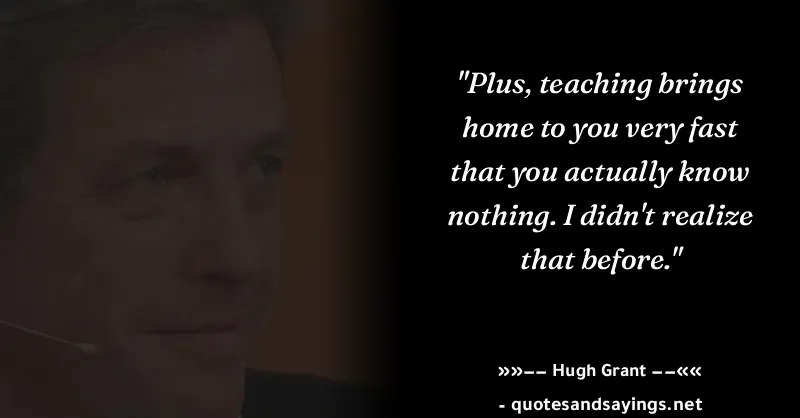 "Plus, teaching brings
home to you very fast
that you actually know
nothing. I didn't realize
that before."
»»−− Hugh Grant −−««
- quotesandsayings.net